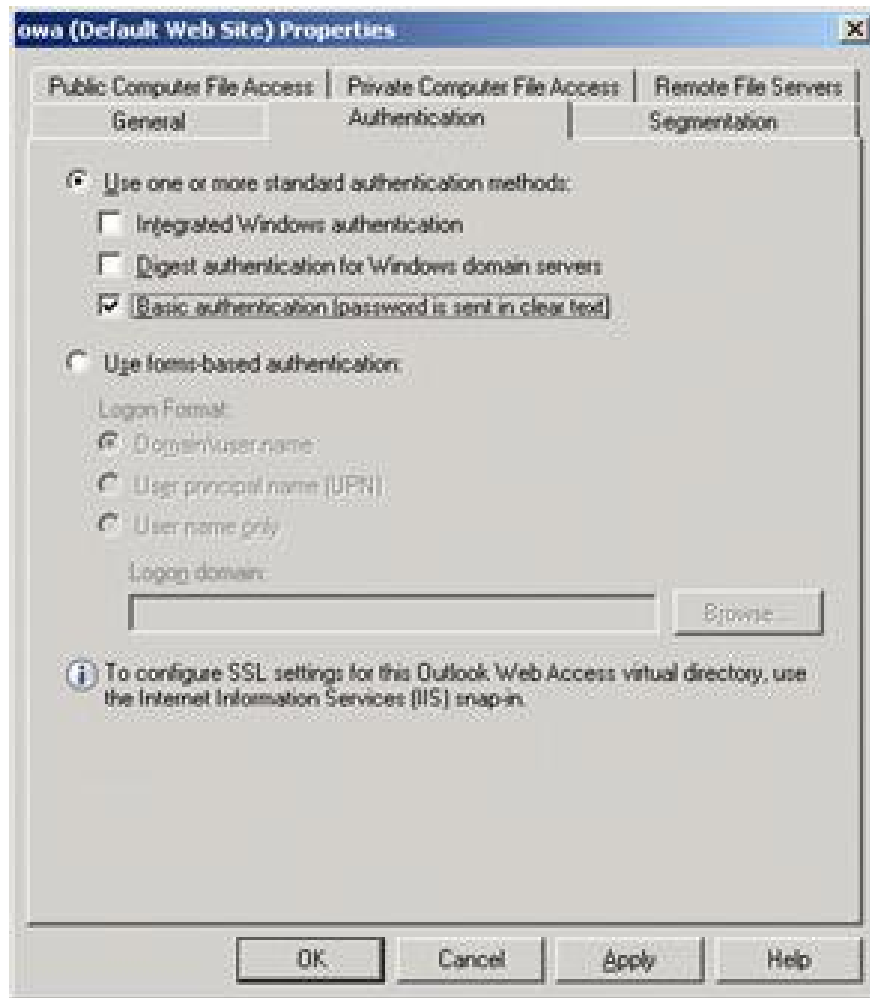 owa (Default Web Site) Properties
Public Computer File Access
Private Computer File Access
Remote File Servers
General
Authentication
Segmentation
Use one or more standard authentication methods:
Integrated Windows authentication
Digest authentication for Windows domain servers
Basic authentication (password is sent in clear text)
Use forms-based authentication:
Logon Format:
Domain\user name
User principal name (UPN)
User name only
Logon domain:
Browse...
To configure SSL settings for this Outlook Web Access virtual directory, use
the Internet Information Services (IIS) snap-in.
OK
Cancel
Apply
Help